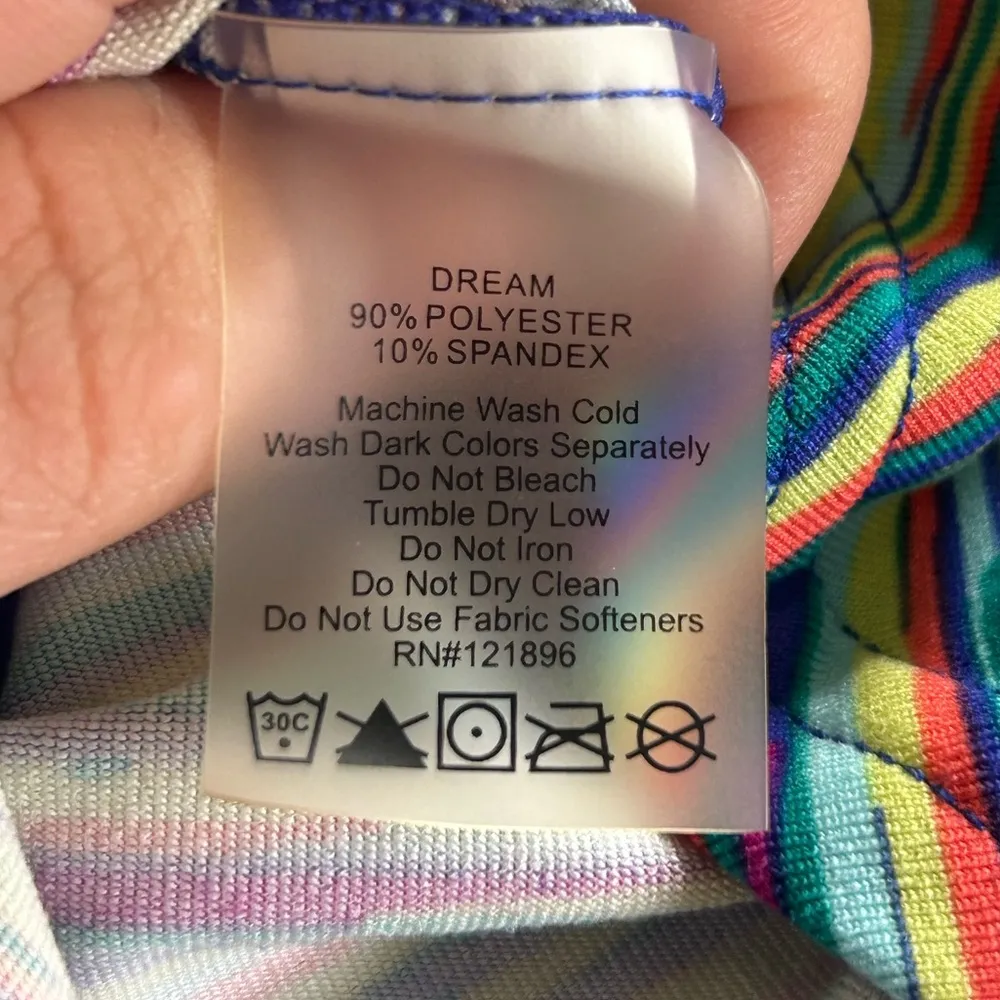 DREAM
90% POLYESTER
10% SPANDEX
Machine Wash Cold
Wash Dark Colors Separately
Do Not Bleach
Tumble Dry Low
Do Not Iron
Do Not Dry Clean
Do Not Use Fabric Softeners
RN#121896
30C